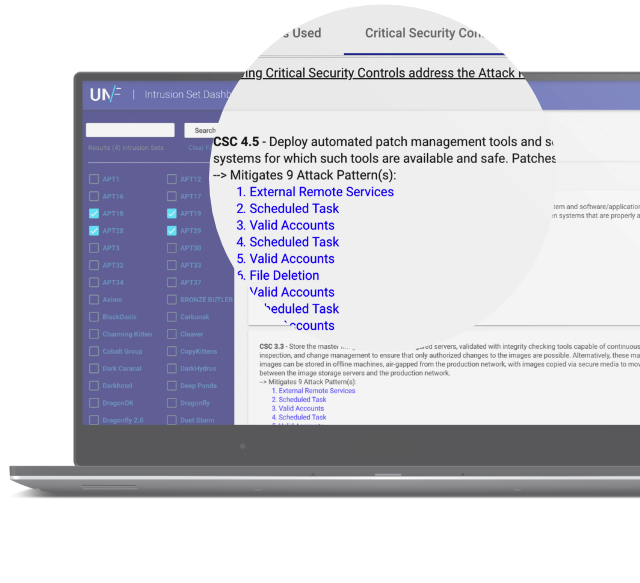 s Used Critical Security Con
ing Critical Security Controls address the Attack
UN/F | Intrusion Set Dashb
Search
Results (4) Intrusion Sets Clear
CSC 4.5 - Deploy automated patch management tools and s
systems for which such tools are available and safe. Patches
--> Mitigates 9 Attack Pattern(s):
1. External Remote Services
2. Scheduled Task
3. Valid Accounts
4. Scheduled Task
5. Valid Accounts
6. File Deletion
Valid Accounts
heduled Task
ccounts
em and software/application
n systems that are properly a
APT1 APT12
APT16 APT17
APT18 APT19
APT28 APT29
APT3 APT30
APT32 APT33
APT34 APT37
Axiom BRONZE BUTLER
BlackOasis Carbanak
Charming Kitten Cleaver
Cobalt Group CopyKittens
Dark Caracal DarkHydrus
Darkhotel Deep Panda
DragonOK Dragonfly
Dragonfly 2.0 Dust Storm
CSC 3.3 - Store the master red servers, validated with integrity checking tools capable of continuous
inspection, and change management to ensure that only authorized changes to the images are possible. Alternatively, these ma
images can be stored in offline machines, air-gapped from the production network, with images copied via secure media to mov
between the image storage servers and the production network.
--> Mitigates 9 Attack Pattern(s):
1. External Remote Services
2. Scheduled Task
3. Valid Accounts
4. Scheduled Task